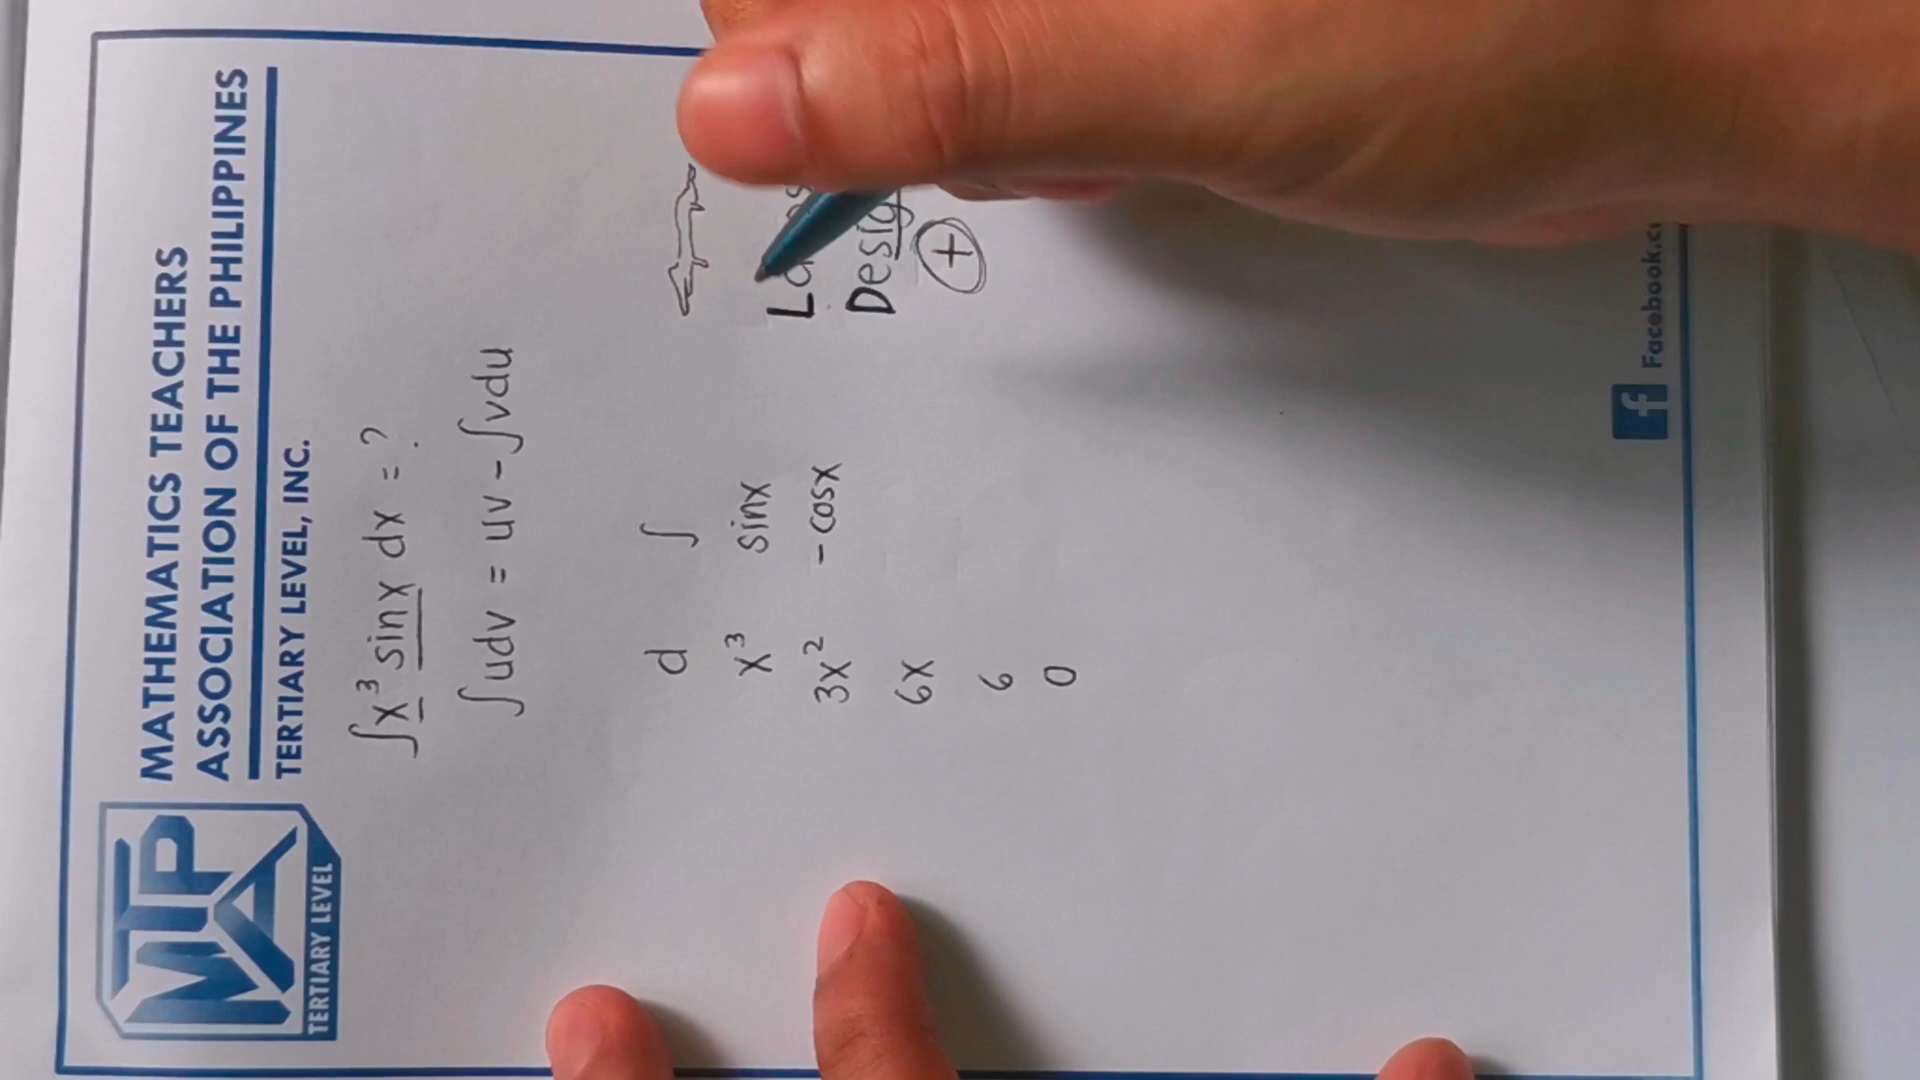 MATHEMATICS TEACHERS
ASSOCIATION OF THE PHILIPPINES
TERTIARY LEVEL, INC.
MTAP
TERTIARY LEVEL
∫x³ sinx dx = ?
∫udv = uv - ∫vdu
d ∫
x³ sinx
3x² -cosx
6x
6
0
+
Facebook.c